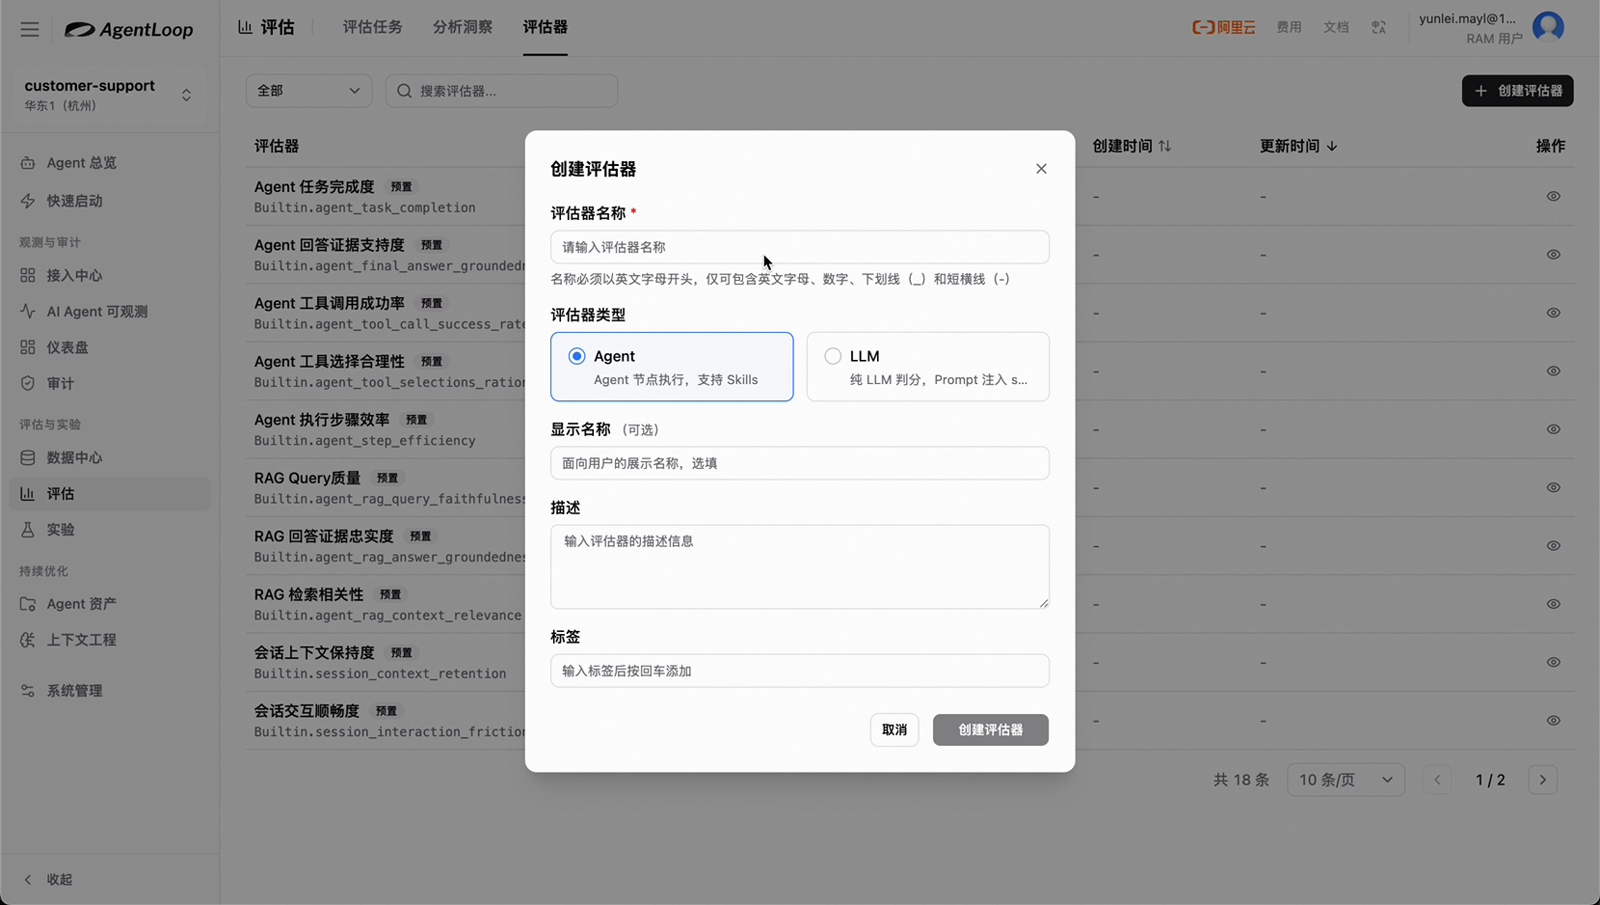 AgentLoop
评估
评估任务
分析洞察
评估器
阿里云
费用
文档
yunlei.mayl@1...
RAM 用户
customer-support
华东1（杭州）
Agent 总览
快速启动
观测与审计
接入中心
AI Agent 可观测
仪表盘
审计
评估与实验
数据中心
评估
实验
持续优化
Agent 资产
上下文工程
系统管理
收起
全部
搜索评估器...
+ 创建评估器
评估器
创建时间
更新时间
操作
Agent 任务完成度 预置
Builtin.agent_task_completion
- -
Agent 回答证据支持度 预置
Builtin.agent_final_answer_groundedn
- -
Agent 工具调用成功率 预置
Builtin.agent_tool_call_success_rate
- -
Agent 工具选择合理性 预置
Builtin.agent_tool_selections_ration
- -
Agent 执行步骤效率 预置
Builtin.agent_step_efficiency
- -
RAG Query质量 预置
Builtin.agent_rag_query_faithfulness
- -
RAG 回答证据忠实度 预置
Builtin.agent_rag_answer_groundednes
- -
RAG 检索相关性 预置
Builtin.agent_rag_context_relevance
- -
会话上下文保持度 预置
Builtin.session_context_retention
- -
会话交互顺畅度 预置
Builtin.session_interaction_friction
- -
共 18 条
10 条/页
1 / 2
创建评估器
评估器名称 *
请输入评估器名称
名称必须以英文字母开头，仅可包含英文字母、数字、下划线（_）和短横线（-）
评估器类型
Agent
Agent 节点执行，支持 Skills
LLM
纯 LLM 判分，Prompt 注入 s...
显示名称 （可选）
面向用户的展示名称，选填
描述
输入评估器的描述信息
标签
输入标签后按回车添加
取消
创建评估器